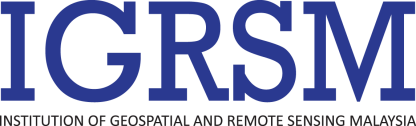 IGRSM
INSTITUTION OF GEOSPATIAL AND REMOTE SENSING MALAYSIA